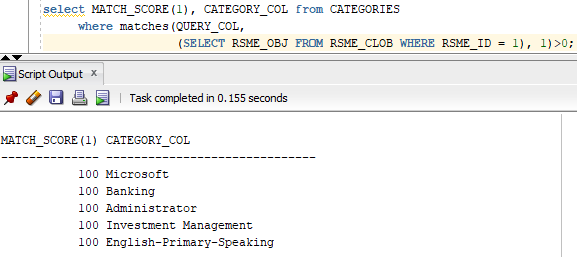 select MATCH_SCORE(1), CATEGORY_COL from CATEGORIES
where matches(QUERY_COL,
(SELECT RSME_OBJ FROM RSME_CLOB WHERE RSME_ID = 1), 1)>0;
Script Output x
Task completed in 0.155 seconds
MATCH_SCORE(1) CATEGORY_COL
-------------- ------------------------------
100 Microsoft
100 Banking
100 Administrator
100 Investment Management
100 English-Primary-Speaking